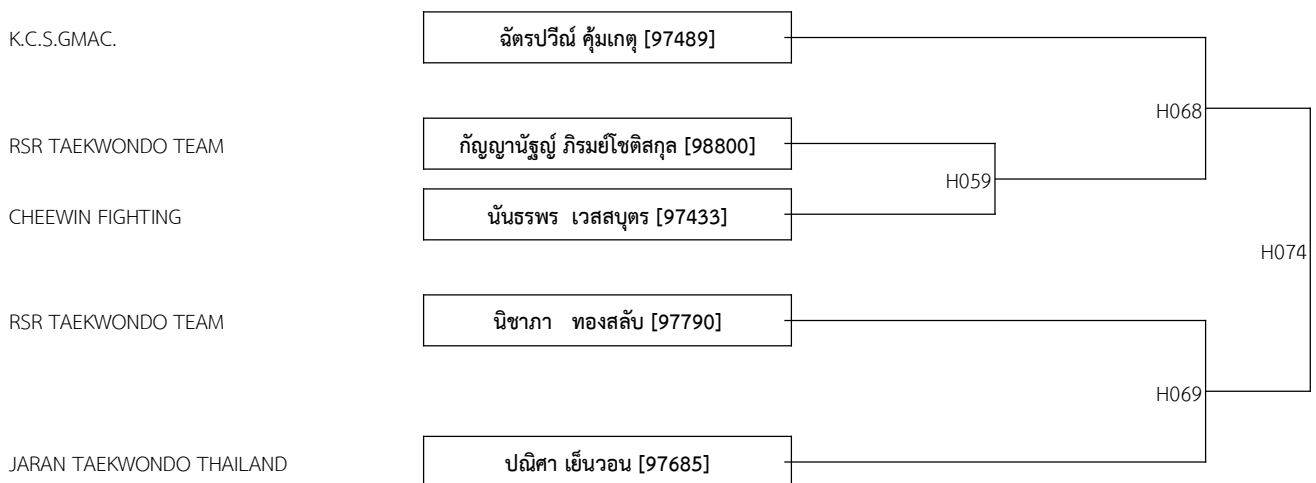 K.C.S.GMAC. ฉัตรปวีณ์ คุ้มเกตุ [97489]
H068
RSR TAEKWONDO TEAM กัญญานัฐญ์ ภิรมย์โชติสกุล [98800]
H059
CHEEWIN FIGHTING นันธรพร เวสสบุตร [97433]
H074
RSR TAEKWONDO TEAM นิชาภา ทองสลับ [97790]
H069
JARAN TAEKWONDO THAILAND ปณิศา เย็นวอน [97685]